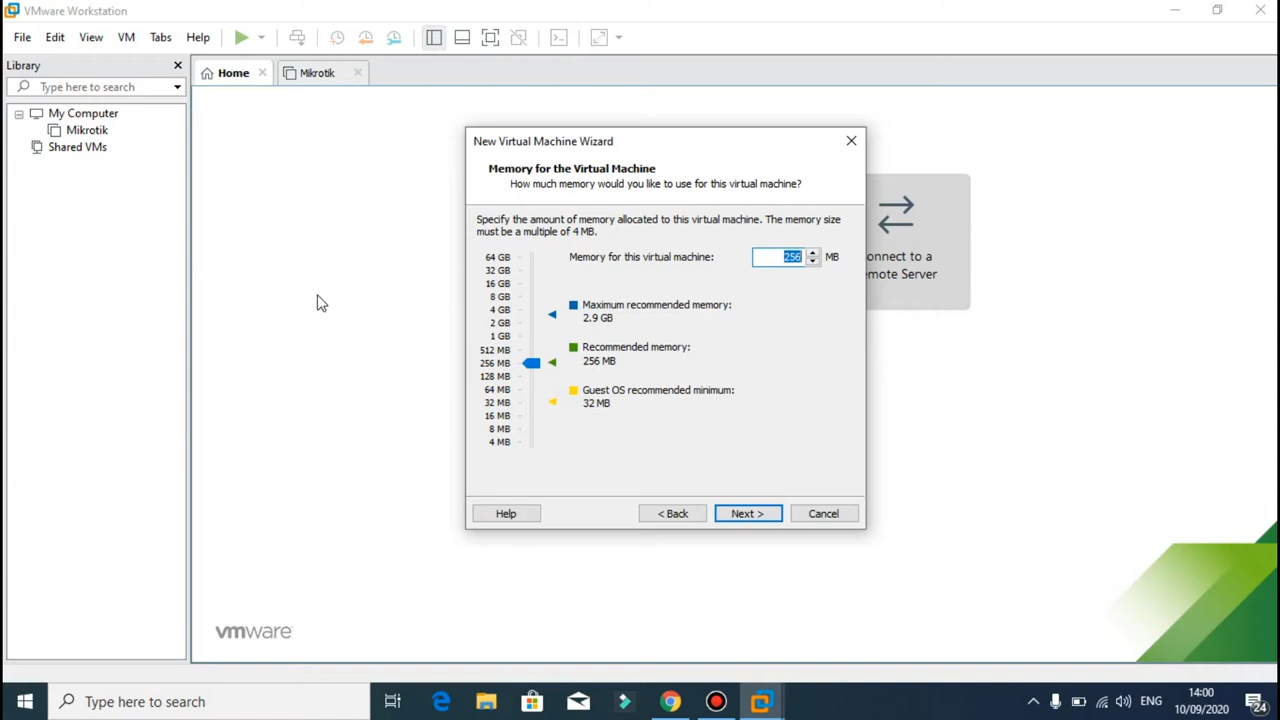 VMware Workstation
File Edit View VM Tabs Help
Library
Type here to search
My Computer
Mikrotik
Shared VMs
Home
Mikrotik
New Virtual Machine Wizard
Memory for the Virtual Machine
How much memory would you like to use for this virtual machine?
Specify the amount of memory allocated to this virtual machine. The memory size
must be a multiple of 4 MB.
Memory for this virtual machine: 256 MB
64 GB
32 GB
16 GB
8 GB
4 GB
2 GB
1 GB
512 MB
256 MB
128 MB
64 MB
32 MB
16 MB
8 MB
4 MB
Maximum recommended memory:
2.9 GB
Recommended memory:
256 MB
Guest OS recommended minimum:
32 MB
Help < Back Next > Cancel
onnect to a
emote Server
vmware
Type here to search
ENG
14:00
10/09/2020
24